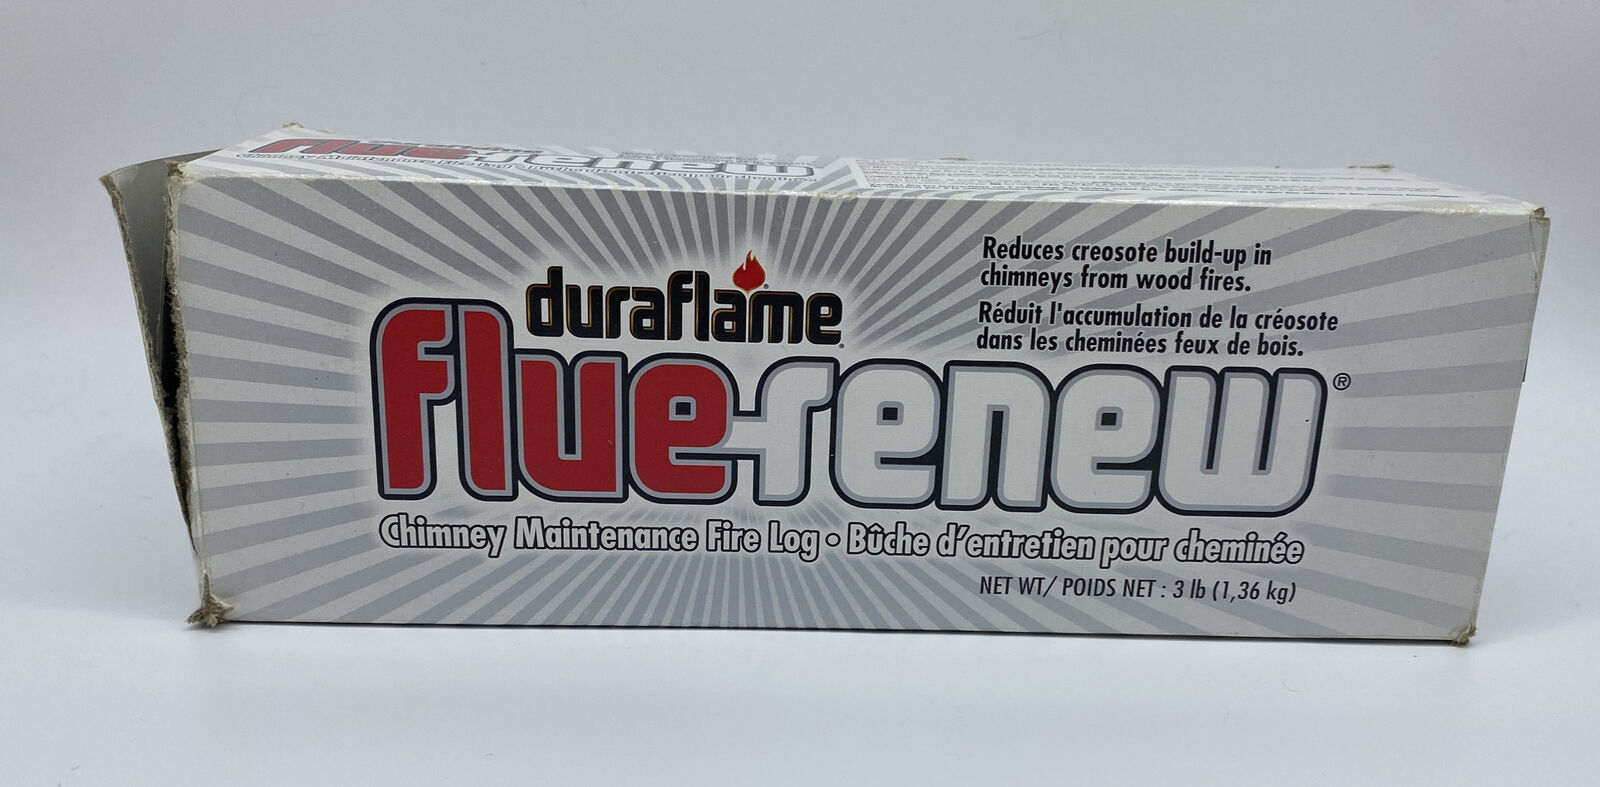 fluerenew
duraflame®
Reduces creosote build-up in
chimneys from wood fires.
Réduit l'accumulation de la créosote
dans les cheminées feux de bois.
fluerenew®
Chimney Maintenance Fire Log • Bûche d'entretien pour cheminée
NET WT/ POIDS NET : 3 lb (1,36 kg)